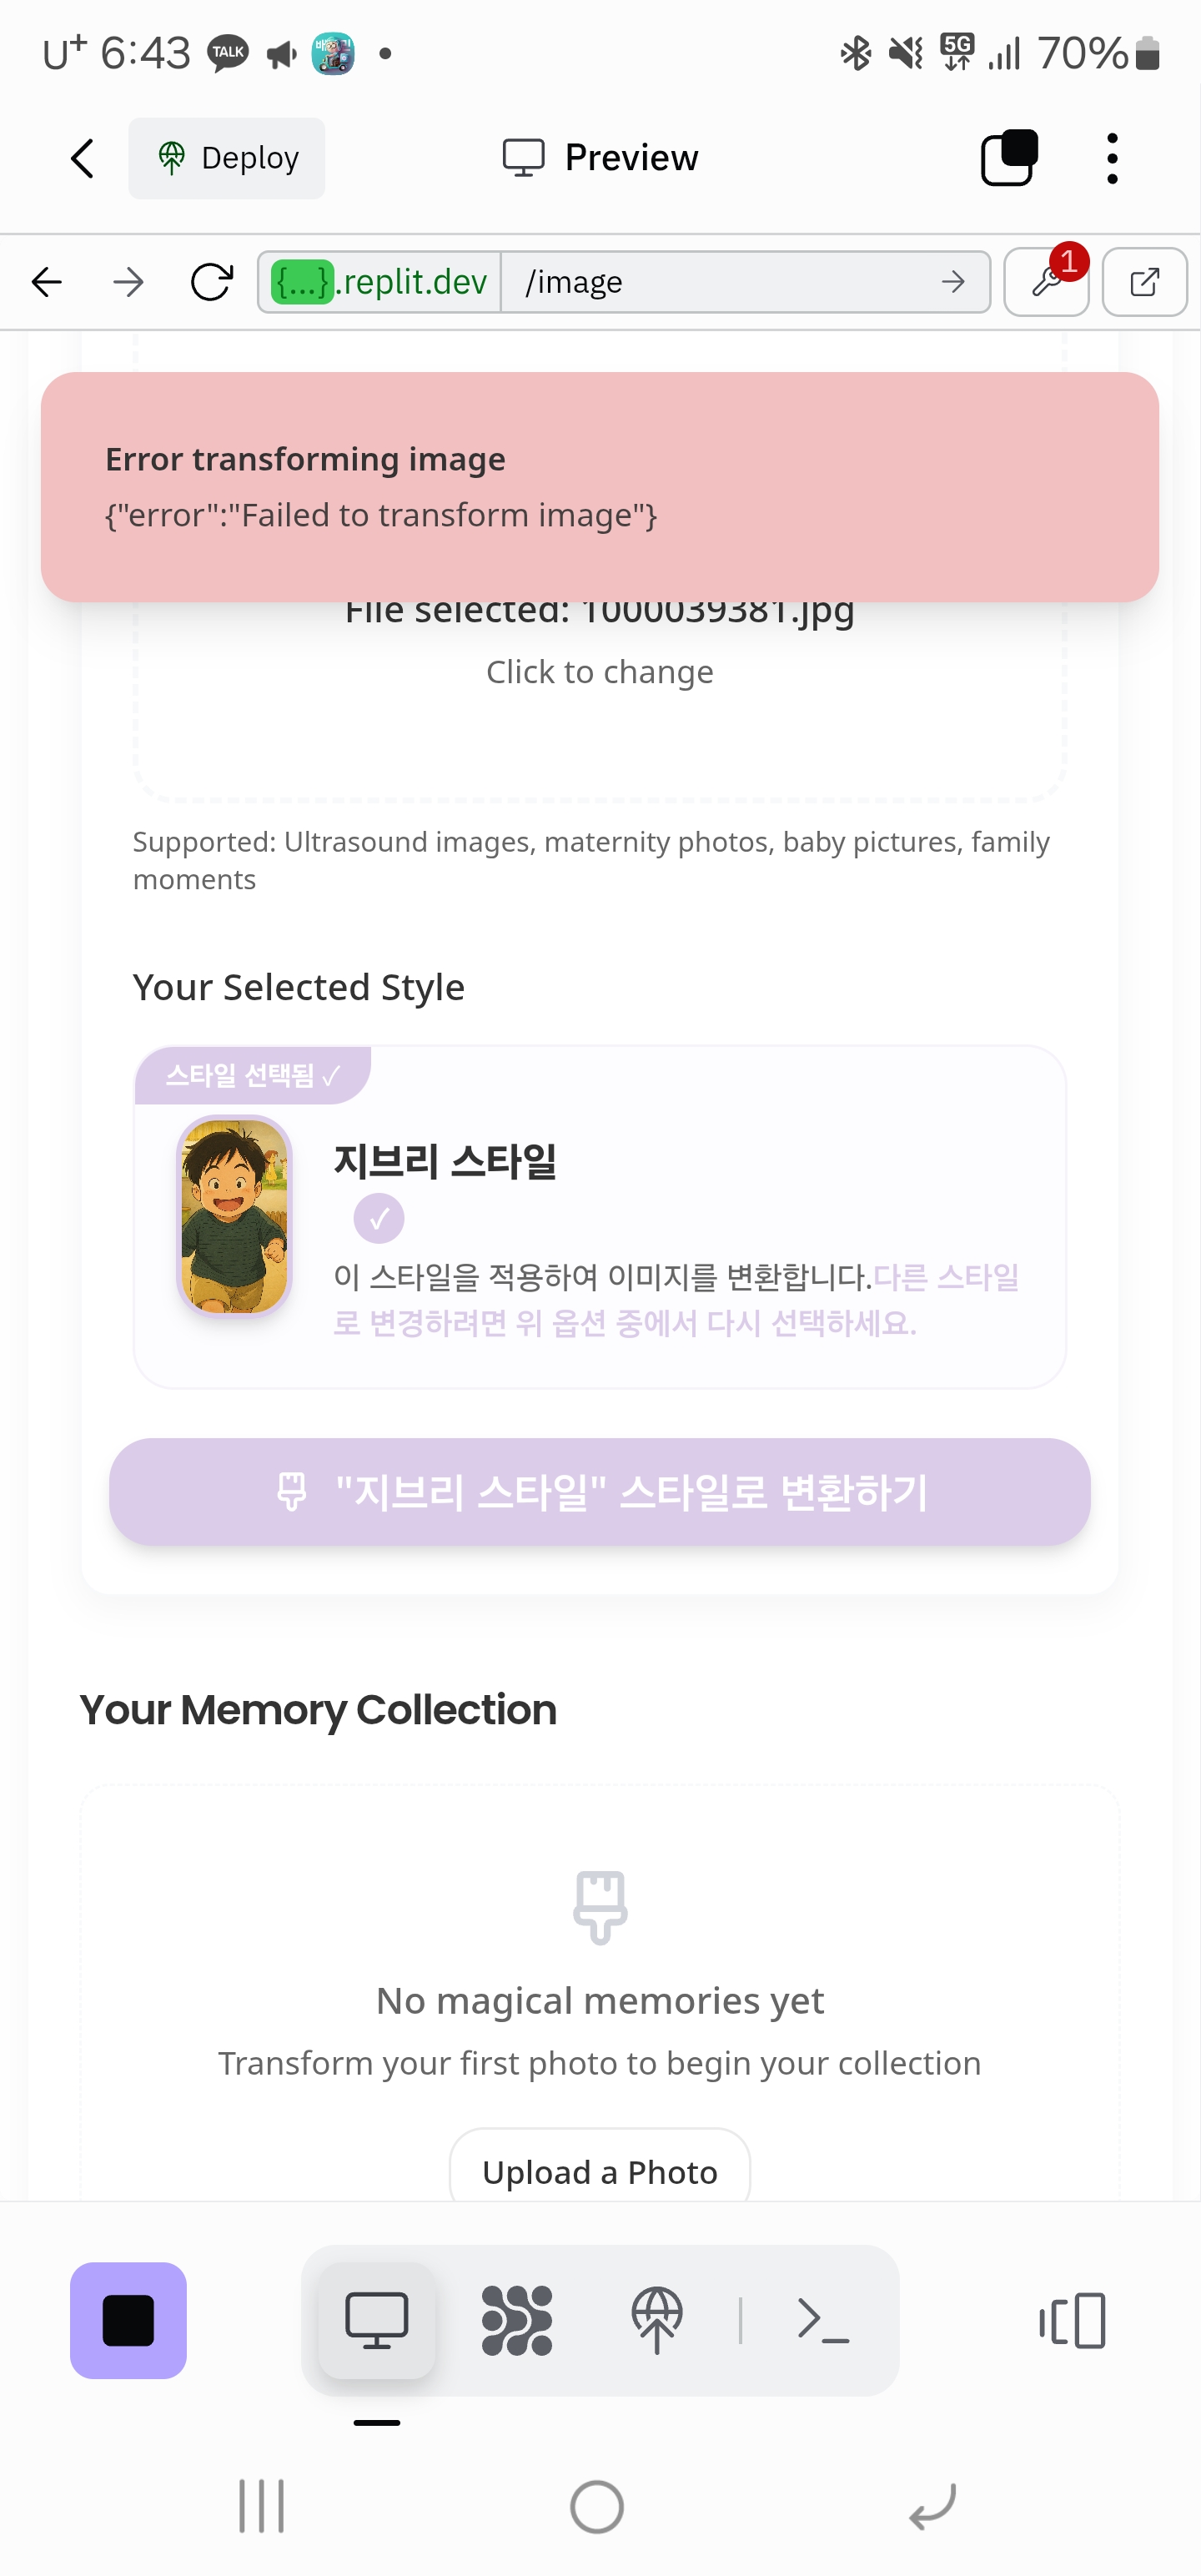 U+ 6:43 TALK 5G 70%
Deploy Preview
{...}.replit.dev /image 1
Error transforming image
{"error":"Failed to transform image"}
File selected: 1000039381.jpg
Click to change
Supported: Ultrasound images, maternity photos, baby pictures, family
moments
Your Selected Style
스타일 선택됨 ✓
지브리 스타일
✓
이 스타일을 적용하여 이미지를 변환합니다.다른 스타일
로 변경하려면 위 옵션 중에서 다시 선택하세요.
"지브리 스타일" 스타일로 변환하기
Your Memory Collection
No magical memories yet
Transform your first photo to begin your collection
Upload a Photo